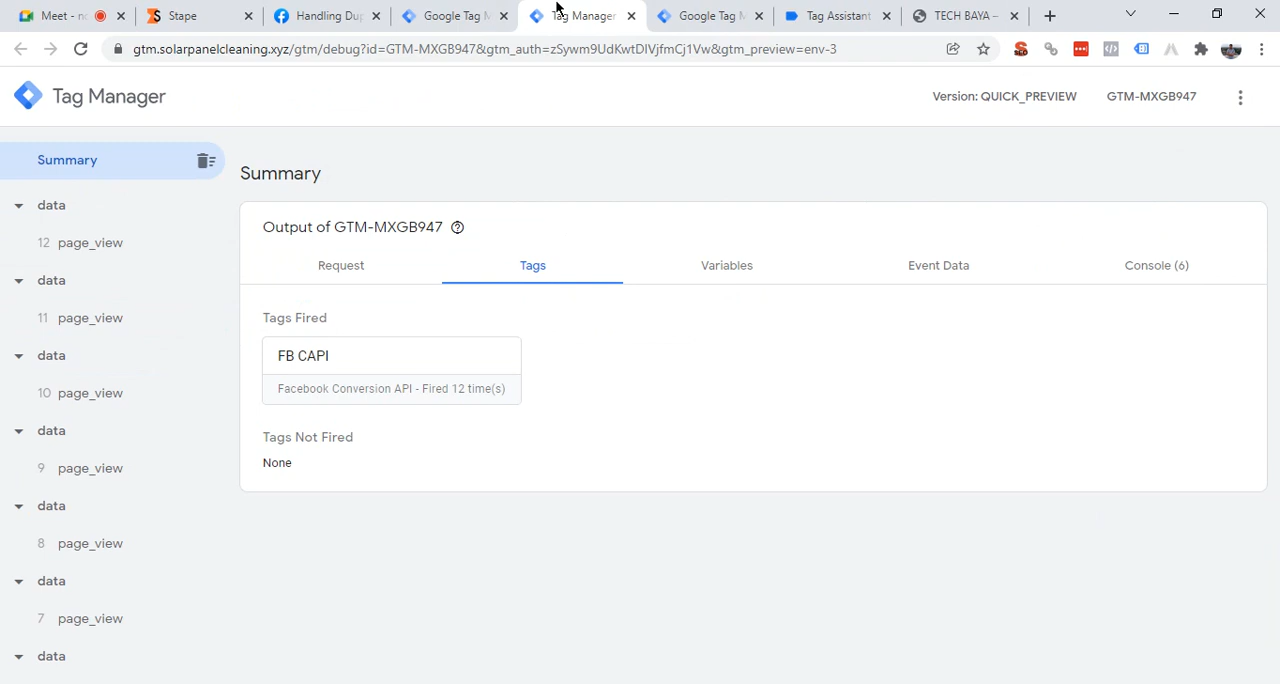 Meet - no
Stape
Handling Dup
Google Tag M
Tag Manager
Google Tag M
Tag Assistant
TECH BAYA –
gtm.solarpanelcleaning.xyz/gtm/debug?id=GTM-MXGB947&gtm_auth=zSywm9UdKwtDIVjfmCj1Vw&gtm_preview=env-3
SEO
Tag Manager
Version: QUICK_PREVIEW
GTM-MXGB947
Summary
data
12 page_view
data
11 page_view
data
10 page_view
data
9 page_view
data
8 page_view
data
7 page_view
data
Summary
Output of GTM-MXGB947
Request
Tags
Variables
Event Data
Console (6)
Tags Fired
FB CAPI
Facebook Conversion API - Fired 12 time(s)
Tags Not Fired
None